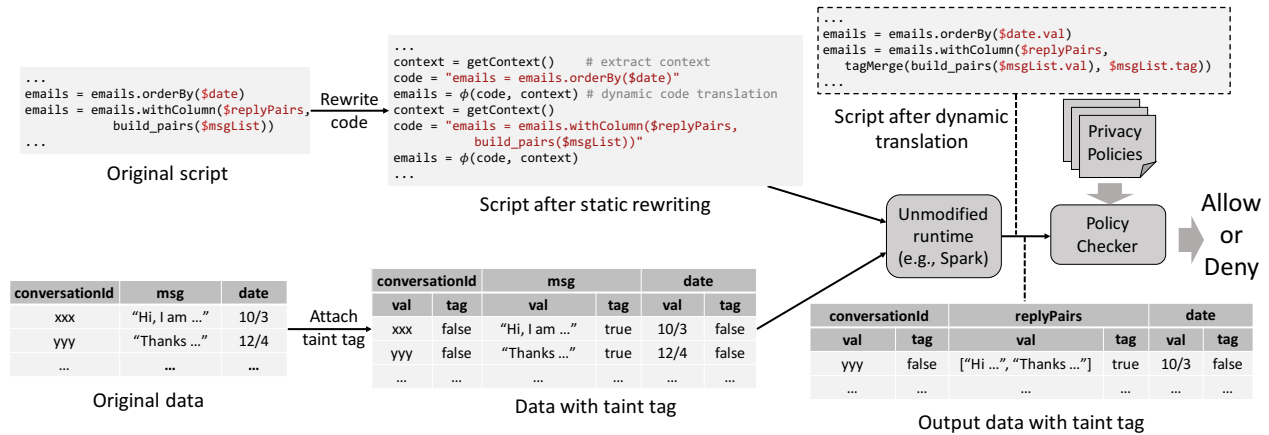 ...
emails = emails.orderBy($date)
emails = emails.withColumn($replyPairs,
build_pairs($msgList))
...
Original script
Rewrite
code
...
context = getContext() # extract context
code = "emails = emails.orderBy($date)"
emails = ϕ(code, context) # dynamic code translation
context = getContext()
code = "emails = emails.withColumn($replyPairs,
build_pairs($msgList))"
emails = ϕ(code, context)
...
Script after static rewriting
...
emails = emails.orderBy($date.val)
emails = emails.withColumn($replyPairs,
tagMerge(build_pairs($msgList.val), $msgList.tag))
...
Script after dynamic
translation
Privacy
Policies
Unmodified
runtime
(e.g., Spark)
Policy
Checker
Allow
or
Deny
conversationId msg date
xxx “Hi, I am …” 10/3
yyy “Thanks …” 12/4
… … …
Original data
Attach
taint tag
conversationId msg date
val tag val tag val tag
xxx false “Hi, I am …” true 10/3 false
yyy false “Thanks …” true 12/4 false
… … … … … …
Data with taint tag
conversationId replyPairs date
val tag val tag val tag
yyy false [“Hi …”, “Thanks …”] true 10/3 false
… … … … … …
Output data with taint tag